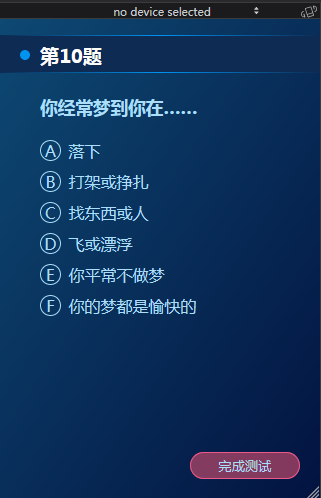 no device selected
第10题
你经常梦到你在……
A 落下
B 打架或挣扎
C 找东西或人
D 飞或漂浮
E 你平常不做梦
F 你的梦都是愉快的
完成测试